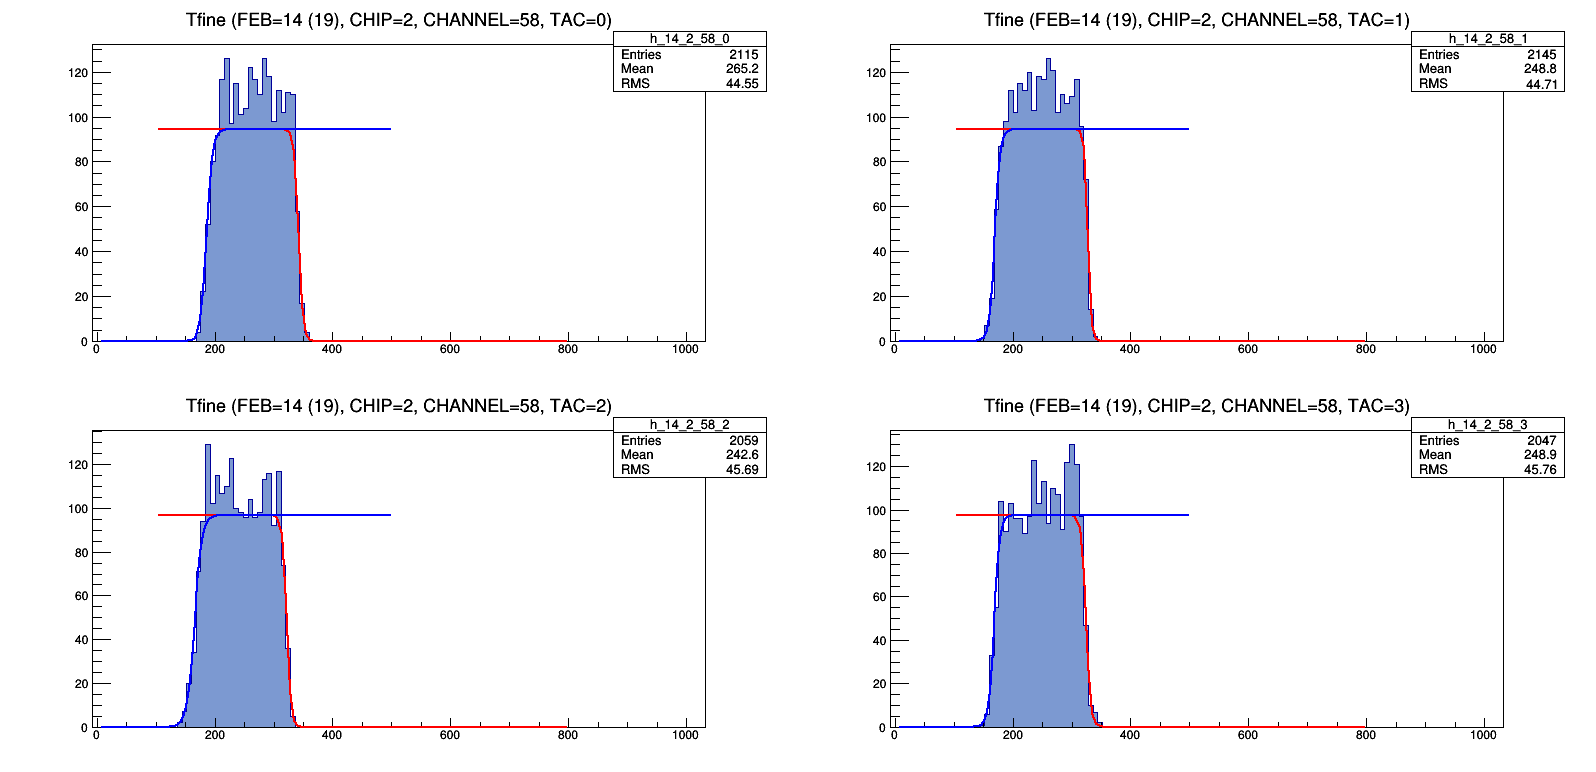 Tfine (FEB=14 (19), CHIP=2, CHANNEL=58, TAC=0)
h_14_2_58_0
Entries 2115
Mean 265.2
RMS 44.55
120
100
80
60
40
20
0
0 200 400 600 800 1000
Tfine (FEB=14 (19), CHIP=2, CHANNEL=58, TAC=1)
h_14_2_58_1
Entries 2145
Mean 248.8
RMS 44.71
120
100
80
60
40
20
0
0 200 400 600 800 1000
Tfine (FEB=14 (19), CHIP=2, CHANNEL=58, TAC=2)
h_14_2_58_2
Entries 2059
Mean 242.6
RMS 45.69
120
100
80
60
40
20
0
0 200 400 600 800 1000
Tfine (FEB=14 (19), CHIP=2, CHANNEL=58, TAC=3)
h_14_2_58_3
Entries 2047
Mean 248.9
RMS 45.76
120
100
80
60
40
20
0
0 200 400 600 800 1000